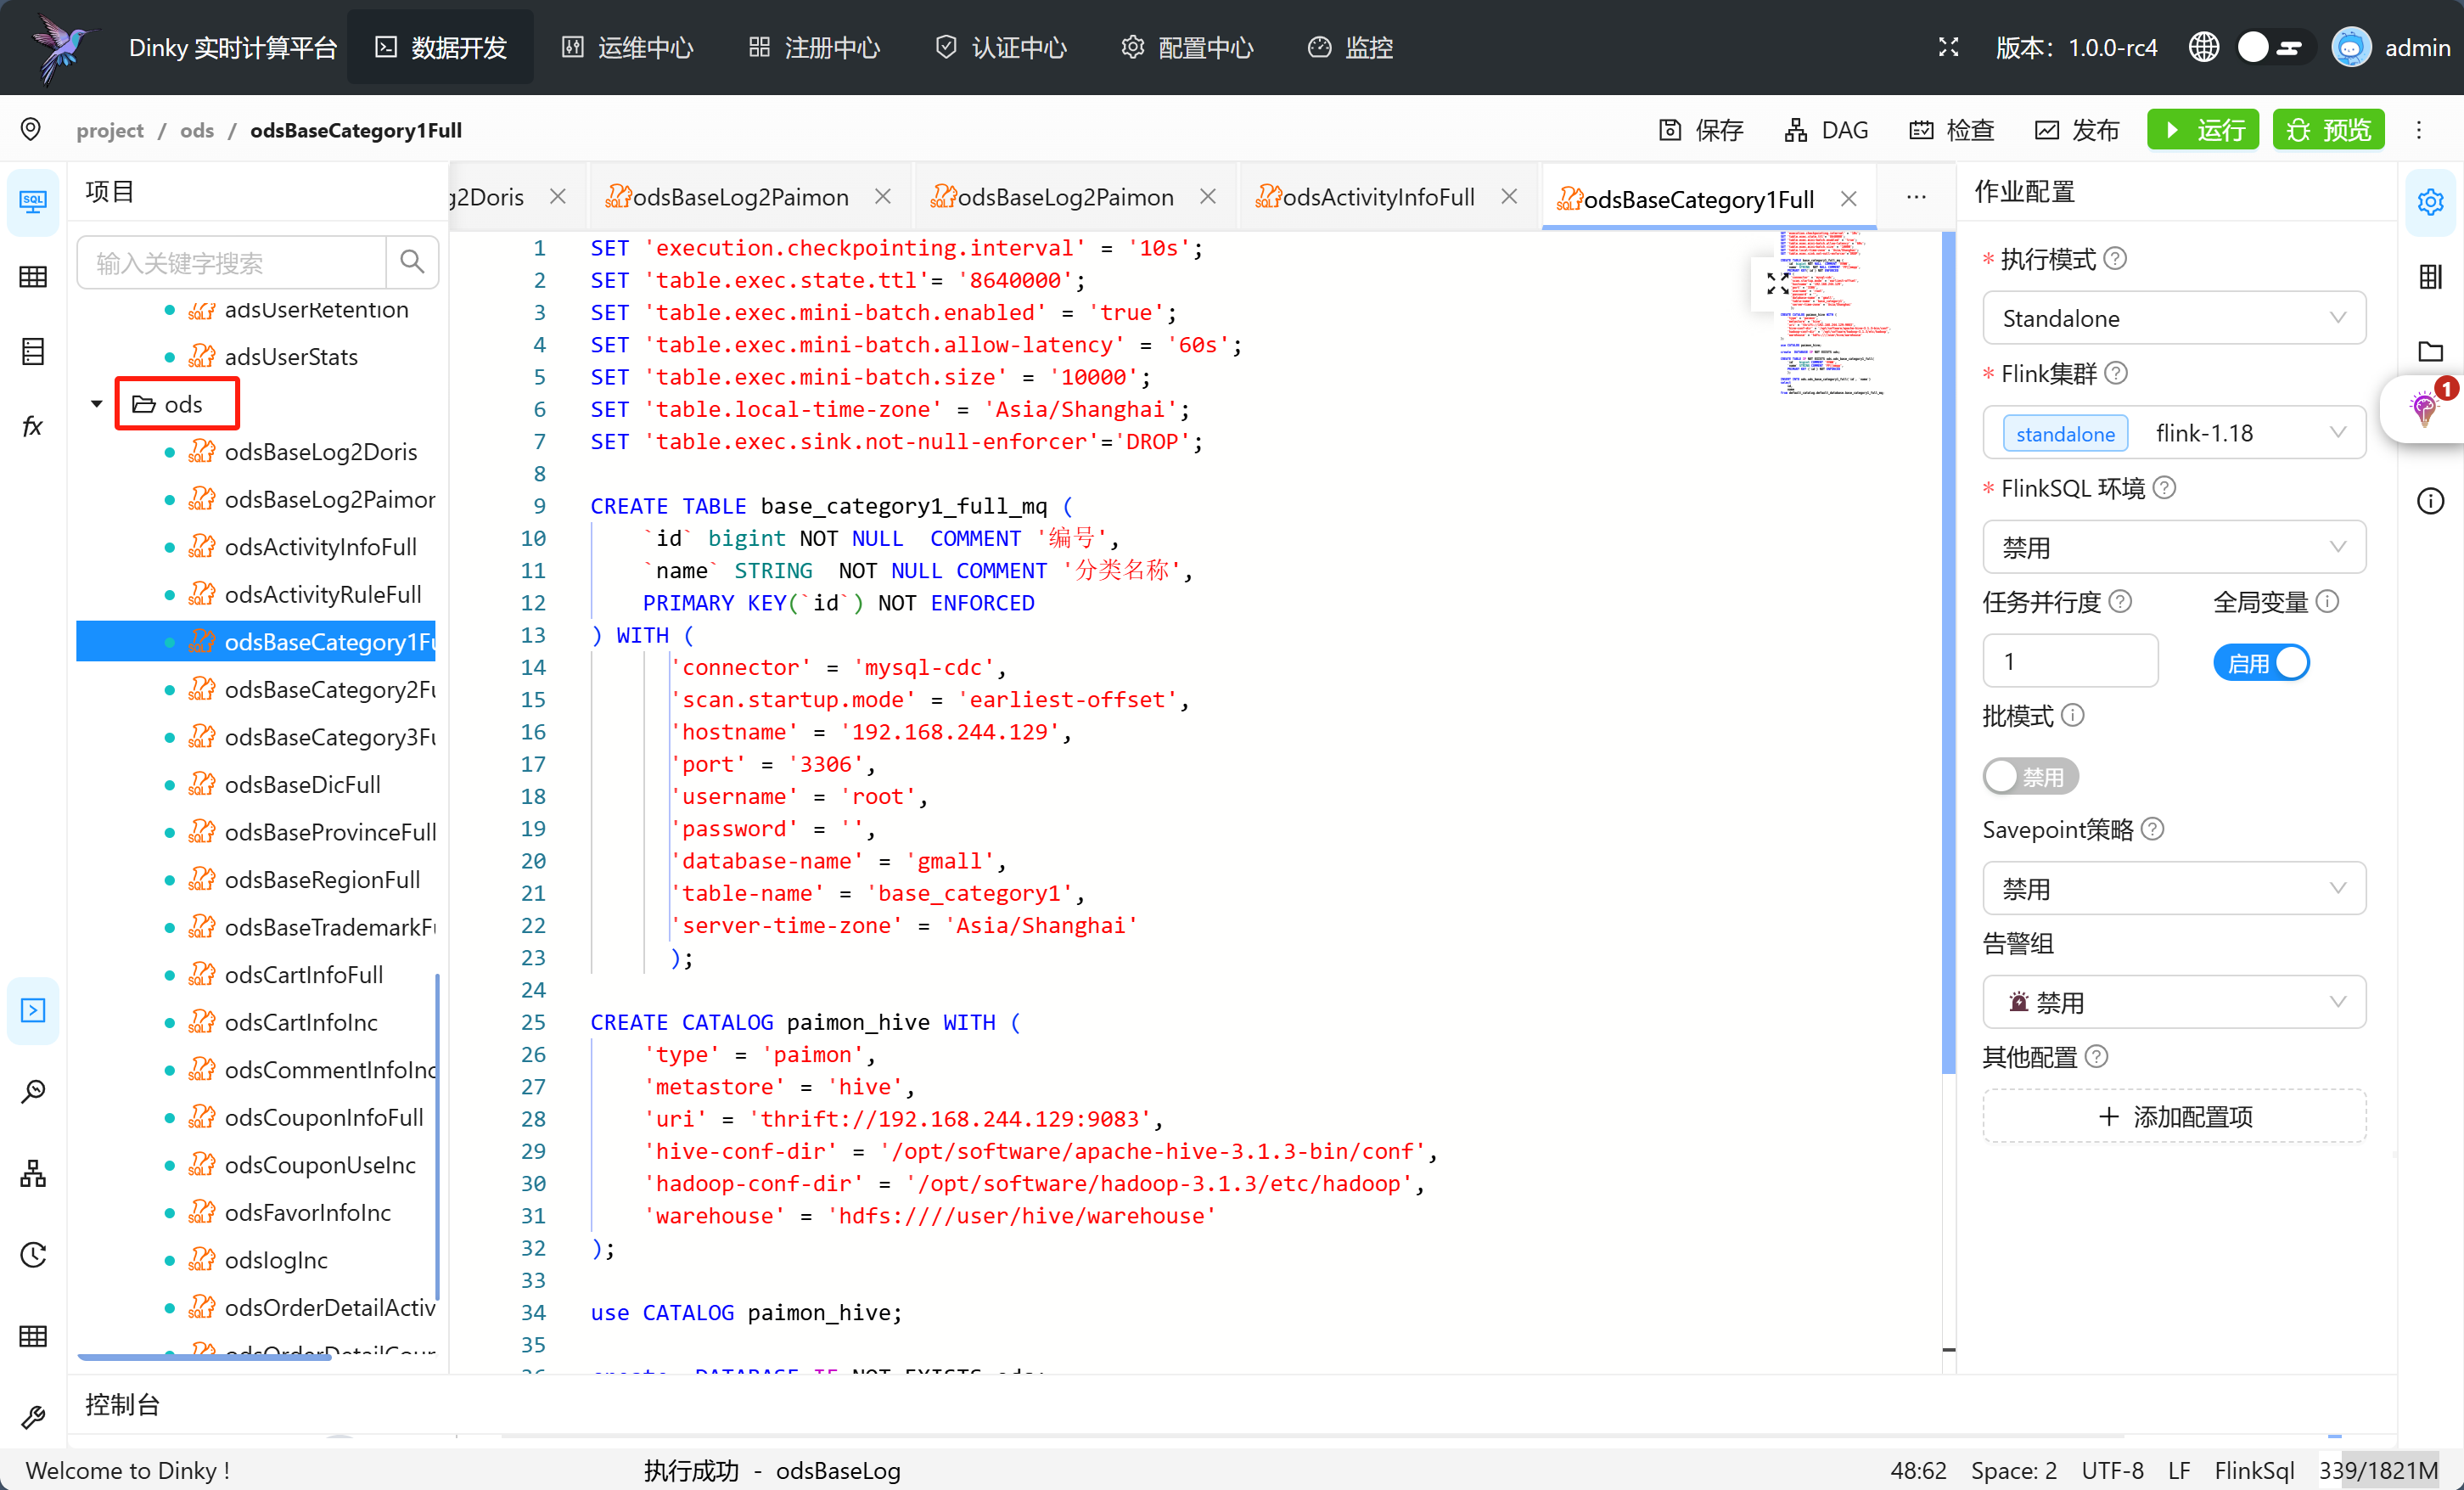 Dinky 实时计算平台 数据开发 运维中心 注册中心 认证中心 配置中心 监控 版本：1.0.0-rc4 admin
project / ods / odsBaseCategory1Full 保存 DAG 检查 发布 运行 预览
项目
输入关键字搜索
adsUserRetention
adsUserStats
ods
odsBaseLog2Doris
odsBaseLog2Paimon
odsActivityInfoFull
odsActivityRuleFull
odsBaseCategory1Fu
odsBaseCategory2Fu
odsBaseCategory3Fu
odsBaseDicFull
odsBaseProvinceFull
odsBaseRegionFull
odsBaseTrademarkFu
odsCartInfoFull
odsCartInfoInc
odsCommentInfoInc
odsCouponInfoFull
odsCouponUseInc
odsFavorInfoInc
odslogInc
odsOrderDetailActiv
odsOrderDetailCour
g2Doris odsBaseLog2Paimon odsBaseLog2Paimon odsActivityInfoFull odsBaseCategory1Full ···
1 SET 'execution.checkpointing.interval' = '10s';
2 SET 'table.exec.state.ttl'= '8640000';
3 SET 'table.exec.mini-batch.enabled' = 'true';
4 SET 'table.exec.mini-batch.allow-latency' = '60s';
5 SET 'table.exec.mini-batch.size' = '10000';
6 SET 'table.local-time-zone' = 'Asia/Shanghai';
7 SET 'table.exec.sink.not-null-enforcer'='DROP';
8
9 CREATE TABLE base_category1_full_mq (
10 `id` bigint NOT NULL  COMMENT '编号',
11 `name` STRING  NOT NULL COMMENT '分类名称',
12 PRIMARY KEY(`id`) NOT ENFORCED
13 ) WITH (
14 'connector' = 'mysql-cdc',
15 'scan.startup.mode' = 'earliest-offset',
16 'hostname' = '192.168.244.129',
17 'port' = '3306',
18 'username' = 'root',
19 'password' = '',
20 'database-name' = 'gmall',
21 'table-name' = 'base_category1',
22 'server-time-zone' = 'Asia/Shanghai'
23 );
24
25 CREATE CATALOG paimon_hive WITH (
26 'type' = 'paimon',
27 'metastore' = 'hive',
28 'uri' = 'thrift://192.168.244.129:9083',
29 'hive-conf-dir' = '/opt/software/apache-hive-3.1.3-bin/conf',
30 'hadoop-conf-dir' = '/opt/software/hadoop-3.1.3/etc/hadoop',
31 'warehouse' = 'hdfs:////user/hive/warehouse'
32 );
33
34 use CATALOG paimon_hive;
35
36 create  DATABASE IF NOT EXISTS ods;
作业配置
* 执行模式
Standalone
* Flink集群
standalone flink-1.18
* FlinkSQL 环境
禁用
任务并行度 全局变量
1 启用
批模式
禁用
Savepoint策略
禁用
告警组
禁用
其他配置
+ 添加配置项
1
控制台
Welcome to Dinky ! 执行成功 - odsBaseLog 48:62 Space: 2 UTF-8 LF FlinkSql 339/1821M